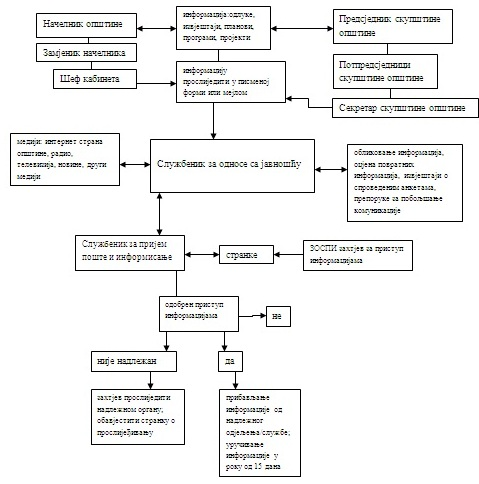 Начелник општине
информација одлуке,
извјештаји, планови,
програми, пројекти
Предсједник скупштине
општине
Замјеник начелника
Шеф кабинета
информацију
прослиједити у писменој
форми или мејлом
Потпредсједници
скупштине општине
Секретар скупштине општине
медији: интернет страна
општине, радио,
телевизија, новине, други
медији
Службеник за односе са јавношћу
обликовање информација,
оцјена повратних
информација, извјештаји о
спроведеним анкетама,
препоруке за побољшање
комуникације
Службеник за пријем
поште и информисање
странке
ЗОСПИ захтјев за приступ
информацијама
одобрен приступ
информацијама
не
није надлежан
да
захтјев прослиједити
надлежном органу;
обавјестити странку о
прослијеђивању
прибављање
информације од
надлежног
одјељења службе;
уручивање
информације у
року од 15 дана